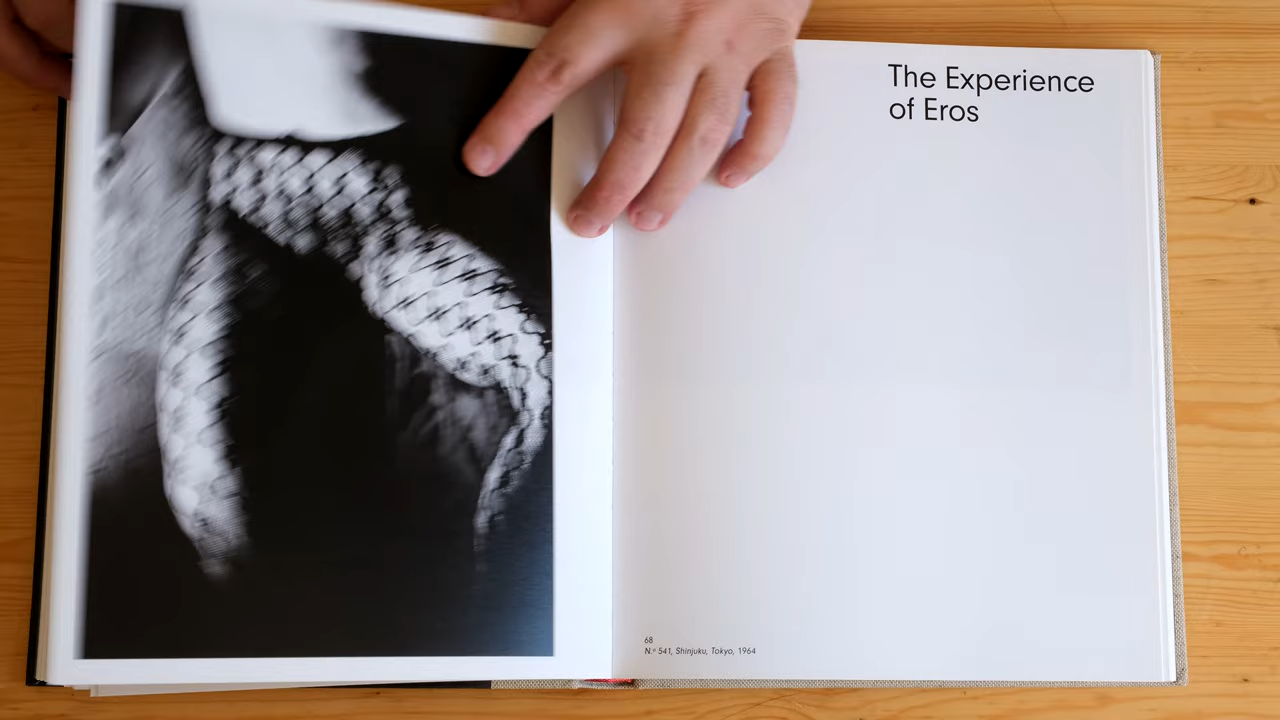 The Experience
of Eros
68
N.º 541, Shinjuku, Tokyo, 1964